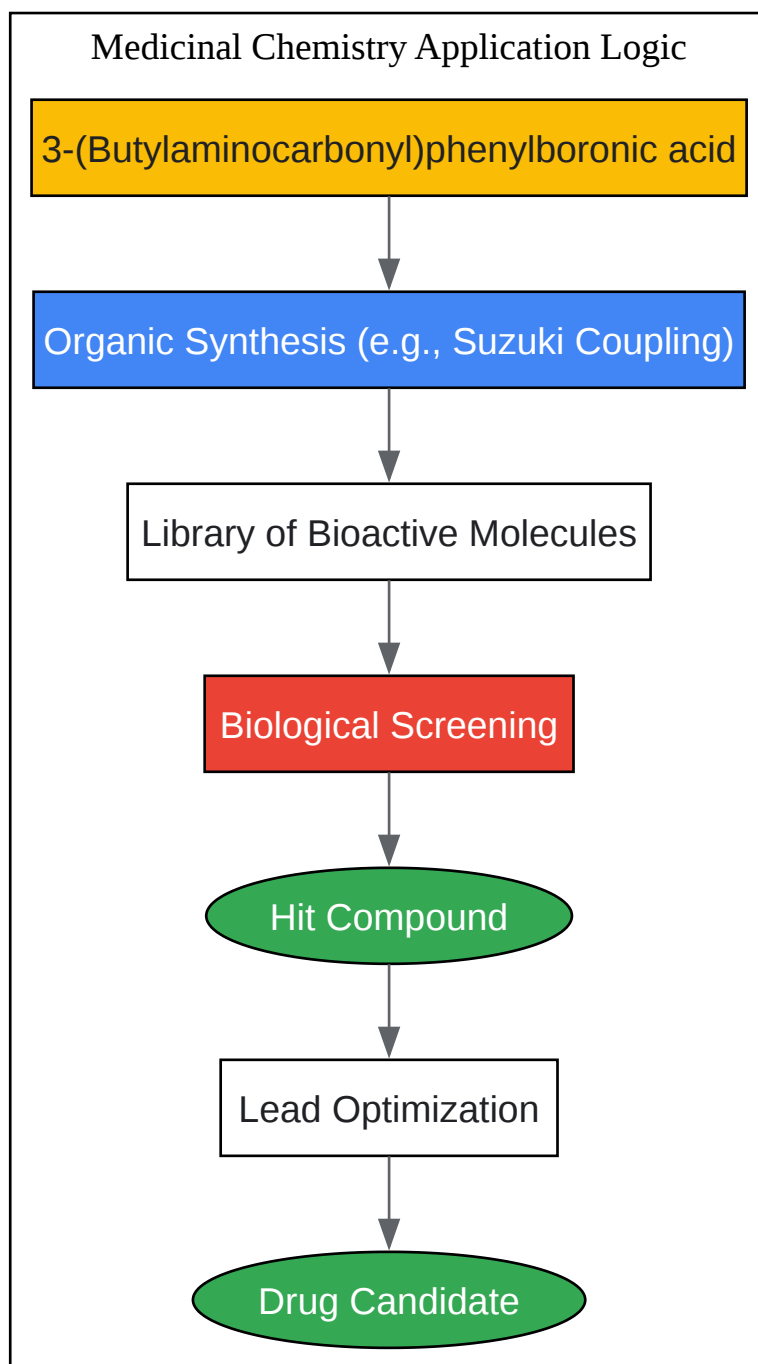 Medicinal Chemistry Application Logic
3-(Butylaminocarbonyl)phenylboronic acid
Organic Synthesis (e.g., Suzuki Coupling)
Library of Bioactive Molecules
Biological Screening
Hit Compound
Lead Optimization
Drug Candidate